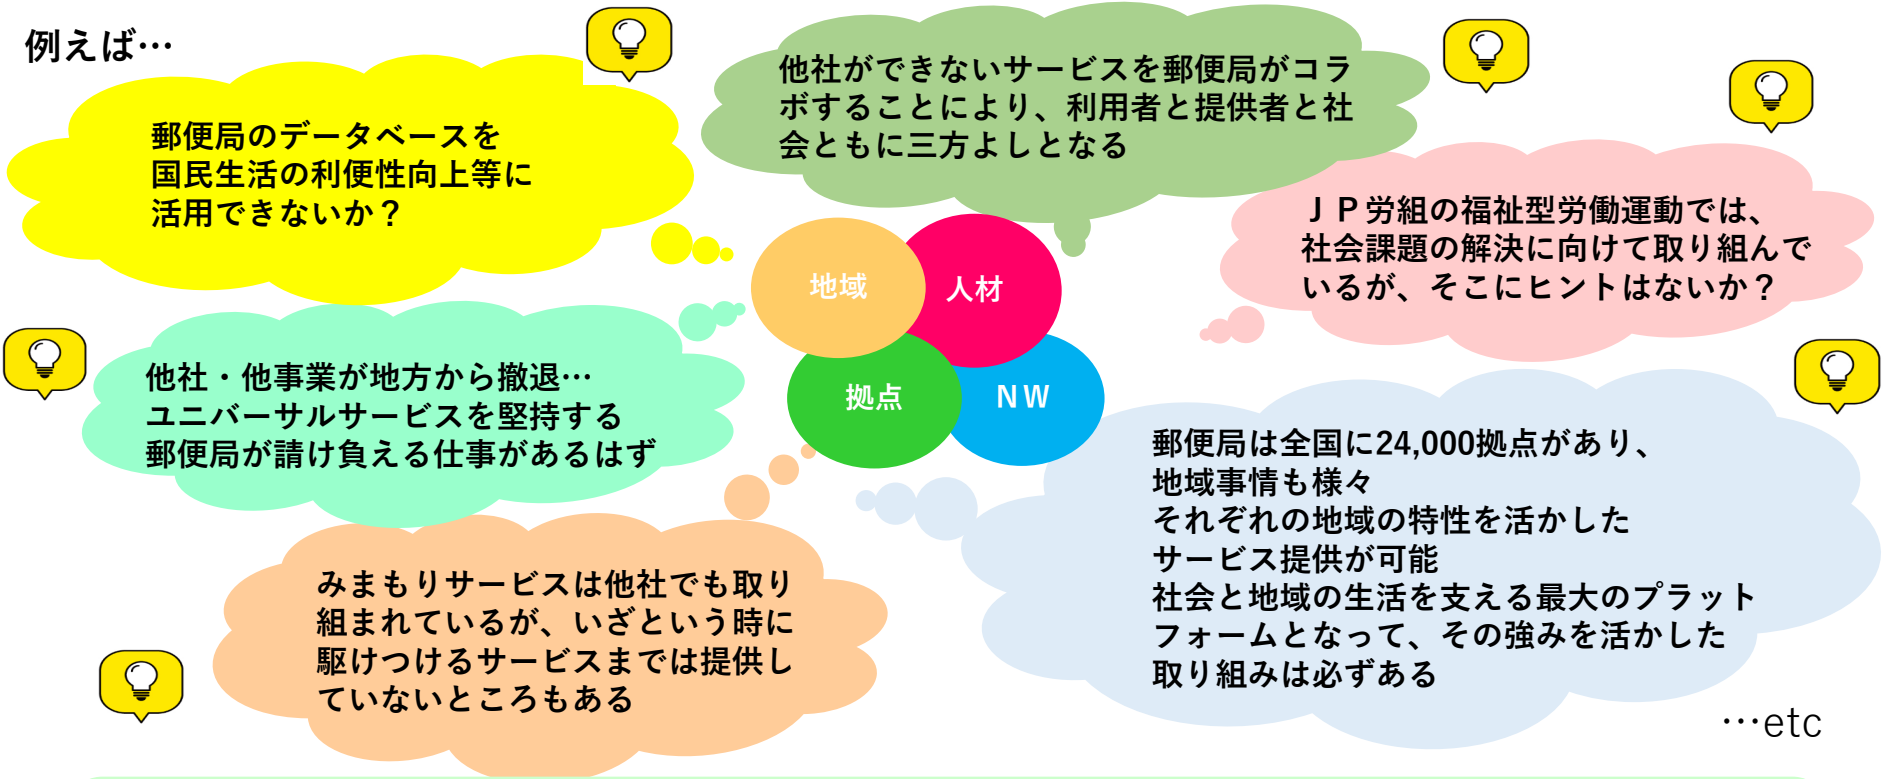 例えば…
郵便局のデータベースを
国民生活の利便性向上等に
活用できないか？
他社ができないサービスを郵便局がコラ
ボすることにより、利用者と提供者と社
会ともに三方よしとなる
ＪＰ労組の福祉型労働運動では、
社会課題の解決に向けて取り組んで
いるが、そこにヒントはないか？
地域
人材
拠点
ＮＷ
他社・他事業が地方から撤退…
ユニバーサルサービスを堅持する
郵便局が請け負える仕事があるはず
郵便局は全国に24,000拠点があり、
地域事情も様々
それぞれの地域の特性を活かした
サービス提供が可能
社会と地域の生活を支える最大のプラット
フォームとなって、その強みを活かした
取り組みは必ずある
みまもりサービスは他社でも取り
組まれているが、いざという時に
駆けつけるサービスまでは提供し
ていないところもある
…etc